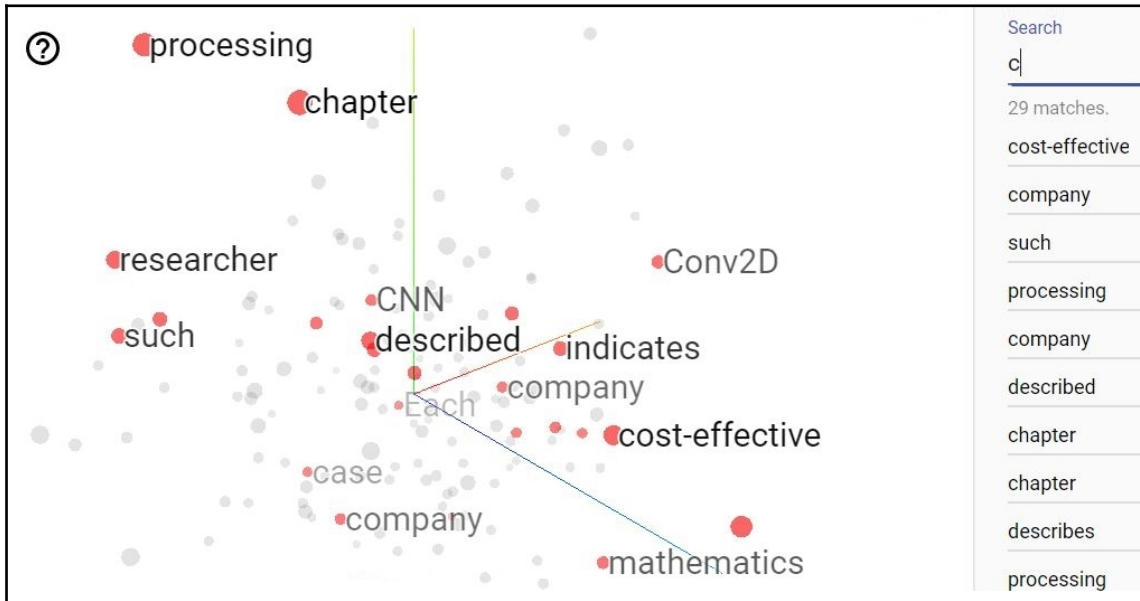 ?
processing
chapter
researcher
Conv2D
CNN
such
described
indicates
company
Each
cost-effective
case
company
mathematics
Search
c
29 matches.
cost-effective
company
such
processing
company
described
chapter
chapter
describes
processing